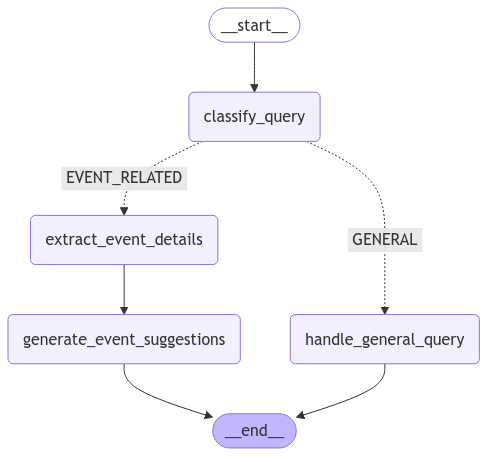 __start__
classify_query
EVENT_RELATED
extract_event_details
GENERAL
generate_event_suggestions
handle_general_query
__end__